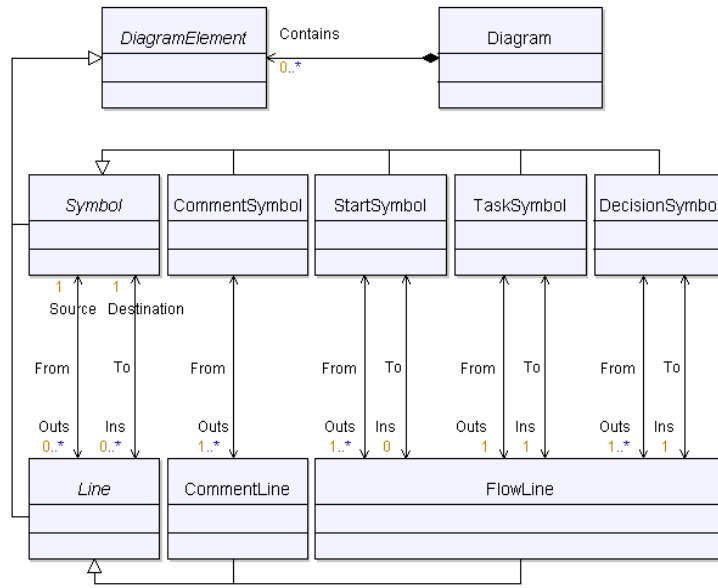 DiagramElement
Contains
Diagram
0..*
Symbol
CommentSymbol
StartSymbol
TaskSymbol
DecisionSymbol
1
1
Source
Destination
From
To
From
From
To
From
To
From
To
Outs
Ins
Outs
Outs
Ins
Outs
Ins
Outs
Ins
0..*
0..*
1..*
1..*
0
1
1
1..*
1
Line
CommentLine
FlowLine